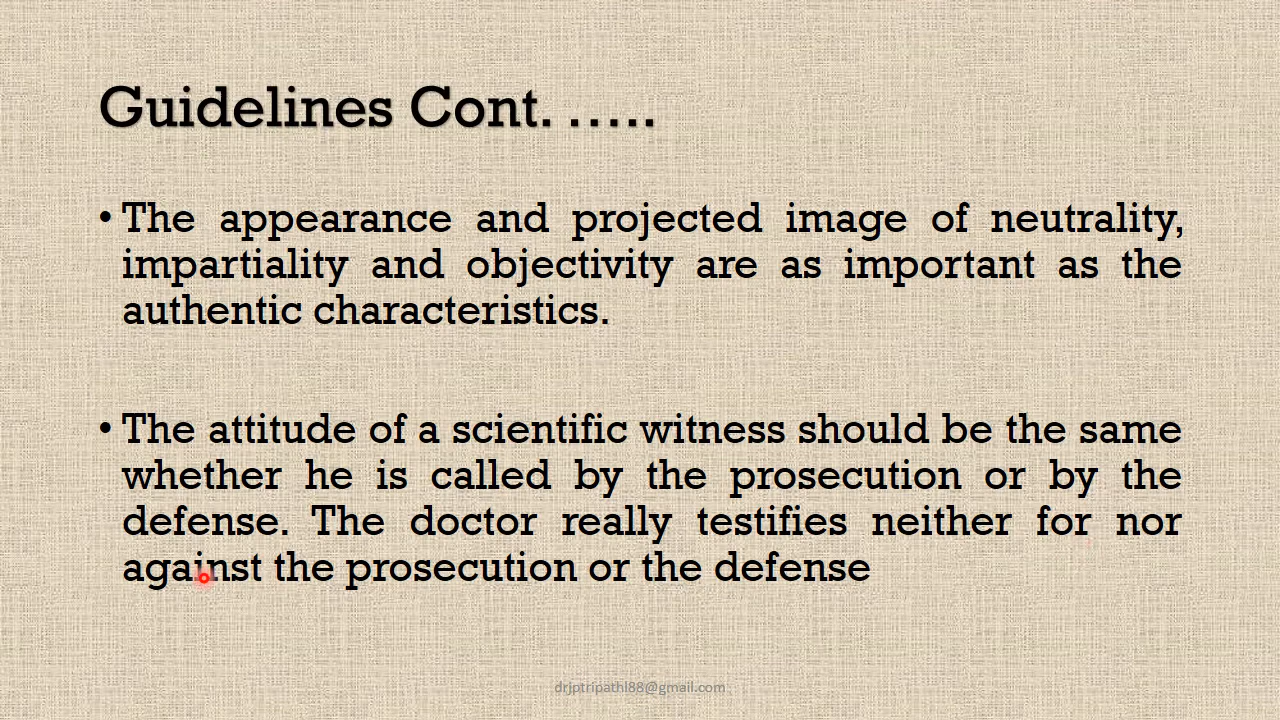 Guidelines Cont. …..
• The appearance and projected image of neutrality,
impartiality and objectivity are as important as the
authentic characteristics.
• The attitude of a scientific witness should be the same
whether he is called by the prosecution or by the
defense. The doctor really testifies neither for nor
against the prosecution or the defense
drjptripathi88@gmail.com